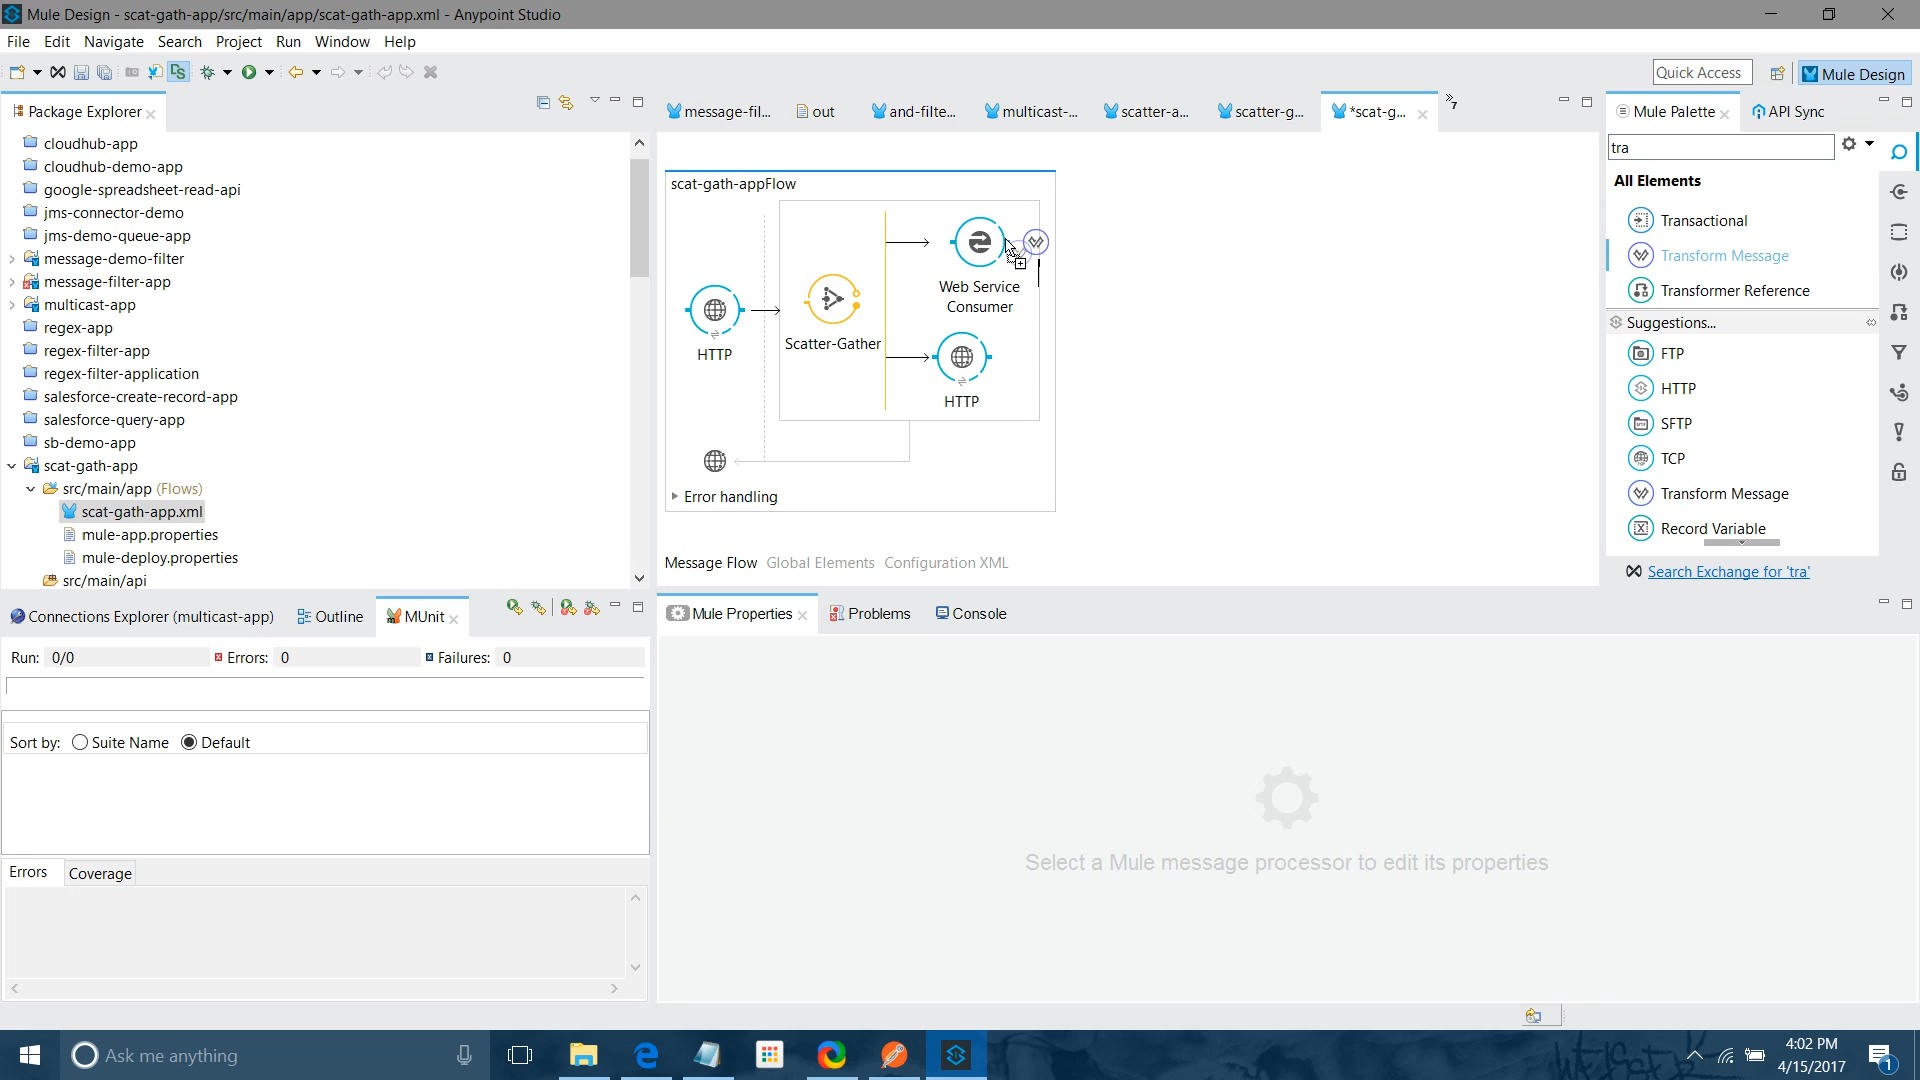 Mule Design - scat-gath-app/src/main/app/scat-gath-app.xml - Anypoint Studio
File Edit Navigate Search Project Run Window Help
Quick Access
Mule Design
Package Explorer
cloudhub-app
cloudhub-demo-app
google-spreadsheet-read-api
jms-connector-demo
jms-demo-queue-app
message-demo-filter
message-filter-app
multicast-app
regex-app
regex-filter-app
regex-filter-application
salesforce-create-record-app
salesforce-query-app
sb-demo-app
scat-gath-app
src/main/app (Flows)
scat-gath-app.xml
mule-app.properties
mule-deploy.properties
src/main/api
message-fil... out and-filte... multicast-... scatter-a... scatter-g... *scat-g... »7
scat-gath-appFlow
HTTP
Scatter-Gather
Web Service
Consumer
HTTP
Error handling
Message Flow Global Elements Configuration XML
Mule Palette API Sync
tra
All Elements
Transactional
Transform Message
Transformer Reference
Suggestions...
FTP
HTTP
SFTP
TCP
Transform Message
Record Variable
Search Exchange for 'tra'
Connections Explorer (multicast-app) Outline MUnit
Run: 0/0 Errors: 0 Failures: 0
Sort by: Suite Name Default
Errors Coverage
Mule Properties Problems Console
Select a Mule message processor to edit its properties
Ask me anything
4:02 PM
4/15/2017
1